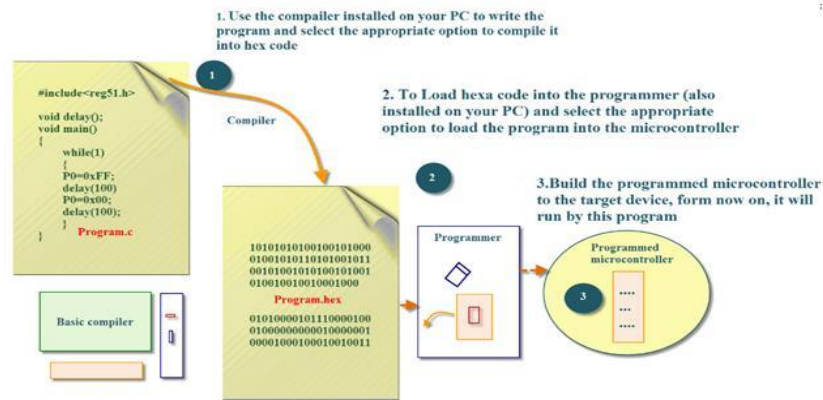 1. Use the compailer installed on your PC to write the
program and select the appropriate option to compile it
into hex code
1
#include<reg51.h>
void delay();
void main()
{
while(1)
{
P0=0xFF;
delay(100)
P0=0x00;
delay(100);
}
}
Program.c
Compiler
2. To Load hexa code into the programmer (also
installed on your PC) and select the appropriate
option to load the program into the microcontroller
2
3.Build the programmed microcontroller
to the target device, form now on, it will
run by this program
10101010100100101000
01001010110101001011
00101001010100101001
010010010010001000
Program.hex
01010000101110000100
01000000000010000001
00001000100010010011
Programmer
Programmed
microcontroller
3
Basic compiler